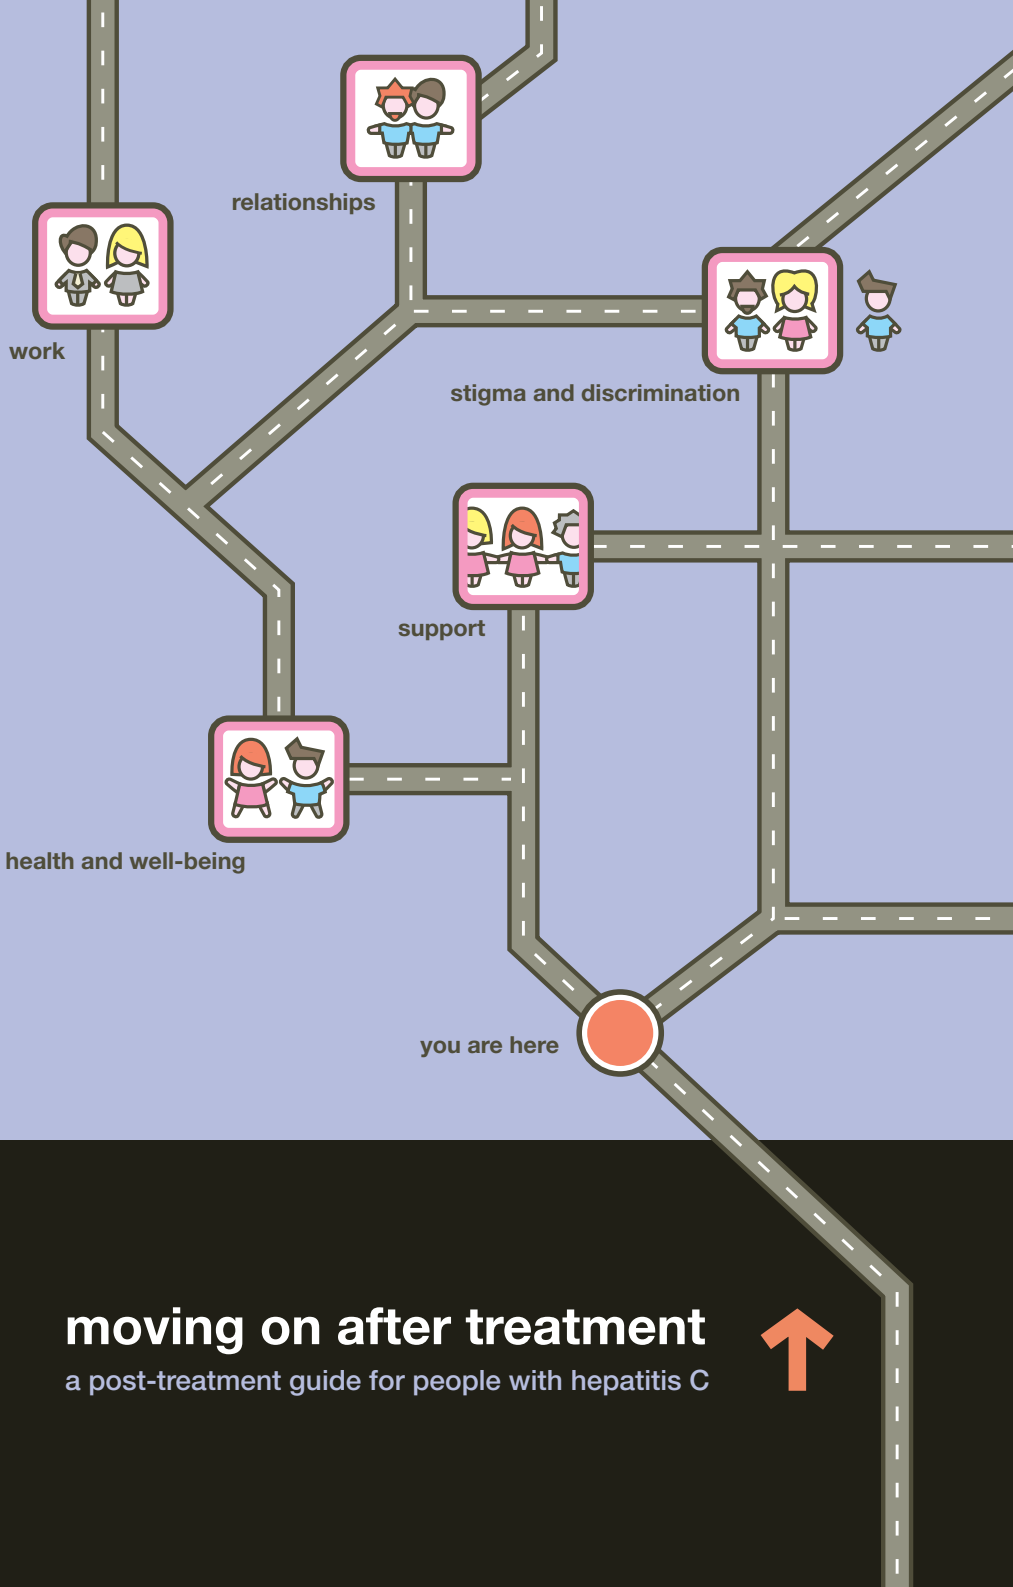 relationships
work
stigma and discrimination
support
health and well-being
you are here
moving on after treatment
a post-treatment guide for people with hepatitis C